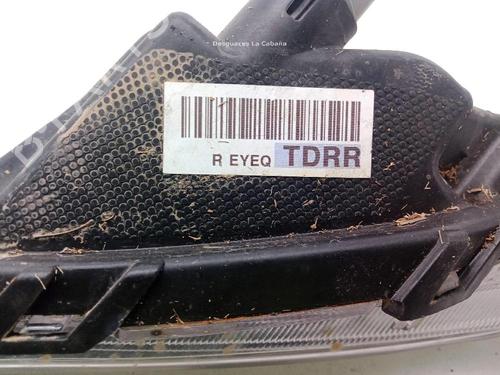 Desguaces La Cabaña
R EYEQ TDRR